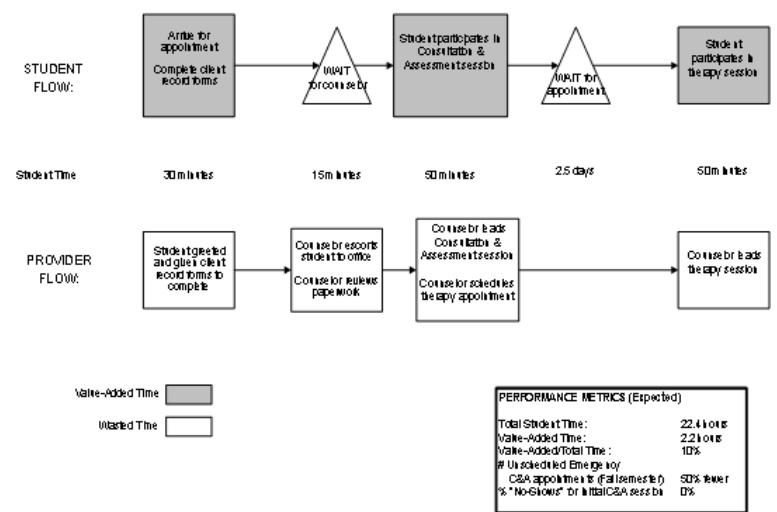 Arrive for
appointment
Complete client
record forms
WAIT
for counselor
Student participates in
Consultation &
Assessment session
WAIT for
appointment
Student
participates in
therapy session
STUDENT
FLOW:
Student Time
30 minutes
15 minutes
50 minutes
2.5 days
50 minutes
PROVIDER
FLOW:
Student greeted
and given client
record forms to
complete
Counselor escorts
student to office
Counselor reviews
paperwork
Counselor leads
Consultation &
Assessment session
Counselor schedules
therapy appointment
Counselor leads
therapy session
Value-Added Time
Wasted Time
PERFORMANCE METRICS (Expected)
Total Student Time: 22.4 hours
Value-Added Time: 2.2 hours
Value-Added/Total Time: 10%
# Unscheduled Emergency
C&A appointments (Fall semester) 50% fewer
% "No-Shows" for initial C&A session 0%